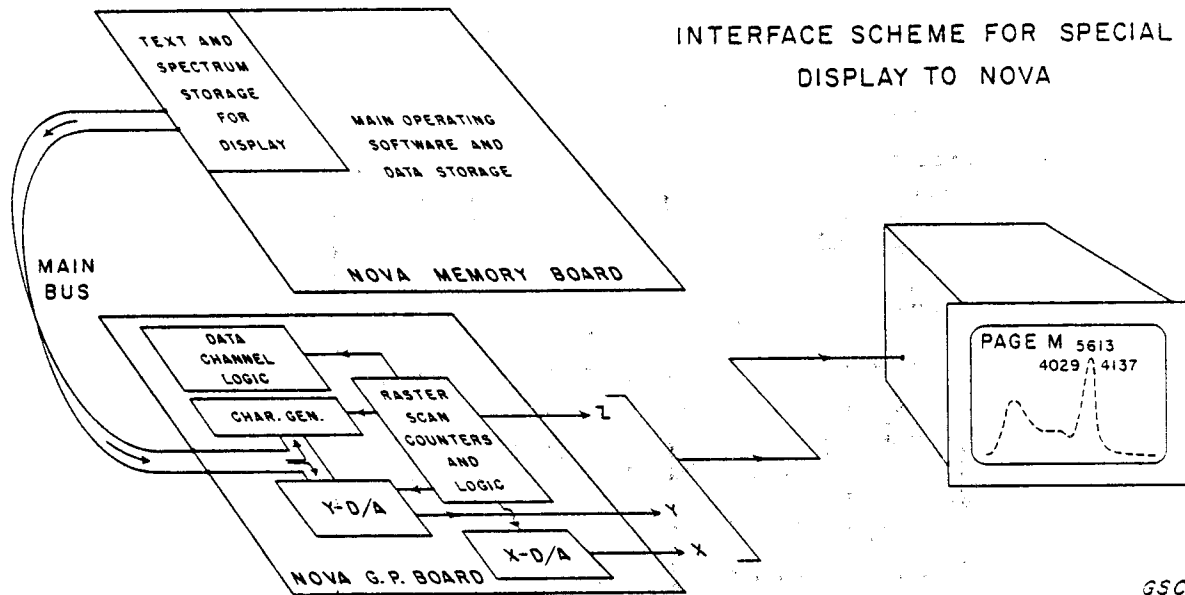 INTERFACE SCHEME FOR SPECIAL
DISPLAY TO NOVA
TEXT AND
SPECTRUM
STORAGE
FOR
DISPLAY
MAIN OPERATING
SOFTWARE AND
DATA STORAGE
NOVA MEMORY BOARD
MAIN
BUS
DATA
CHANNEL
LOGIC
CHAR. GEN.
RASTER
SCAN
COUNTERS
AND
LOGIC
Y-D/A
X-D/A
NOVA G.P. BOARD
Z
Y
X
PAGE M 5613
4029 4137
GSC